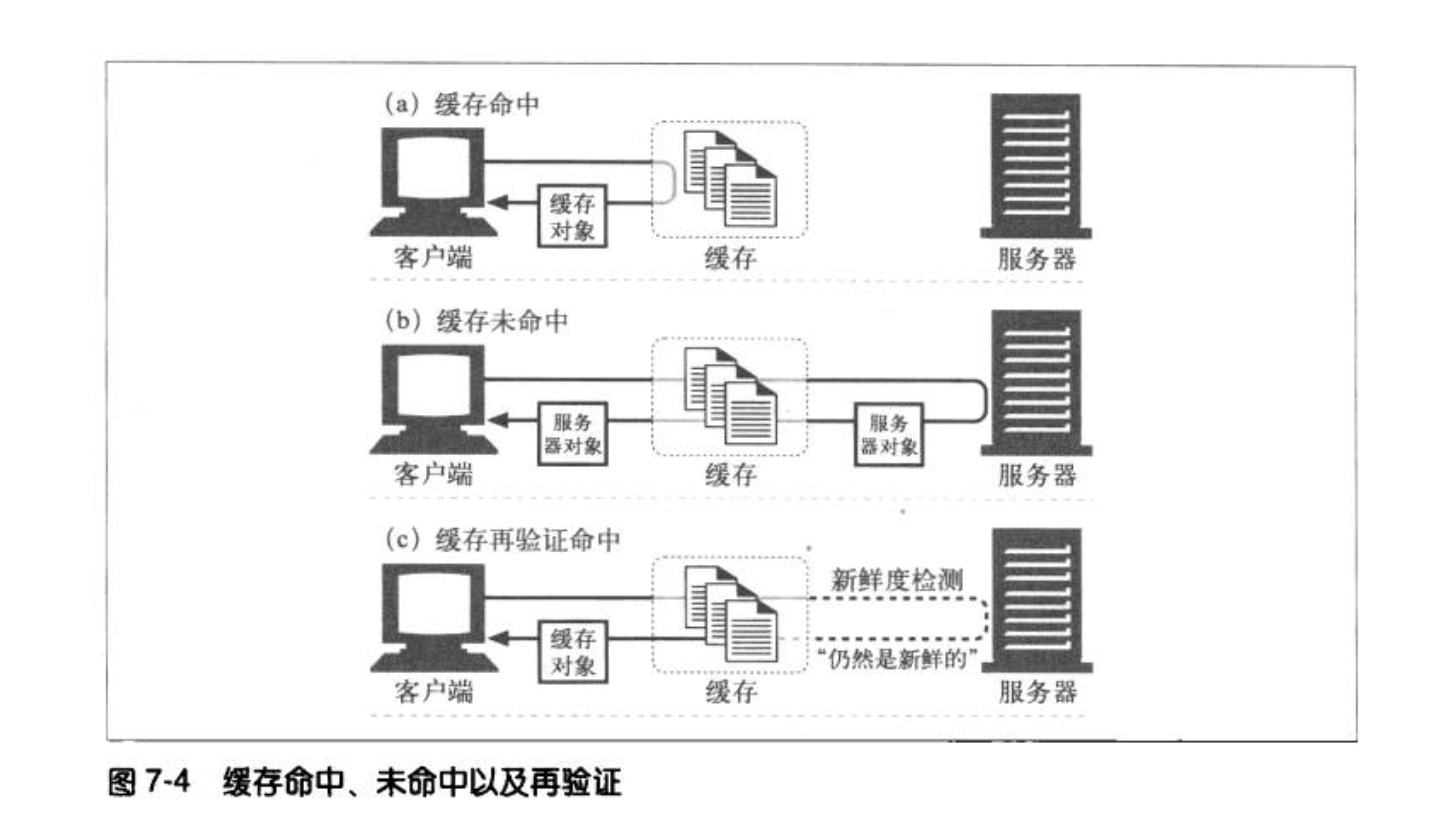 (a) 缓存命中
缓存
对象
客户端
缓存
服务器
(b) 缓存未命中
服务
器对象
服务
器对象
客户端
缓存
服务器
(c) 缓存再验证命中
新鲜度检测
缓存
对象
“仍然是新鲜的”
客户端
缓存
服务器
图 7-4 缓存命中、未命中以及再验证